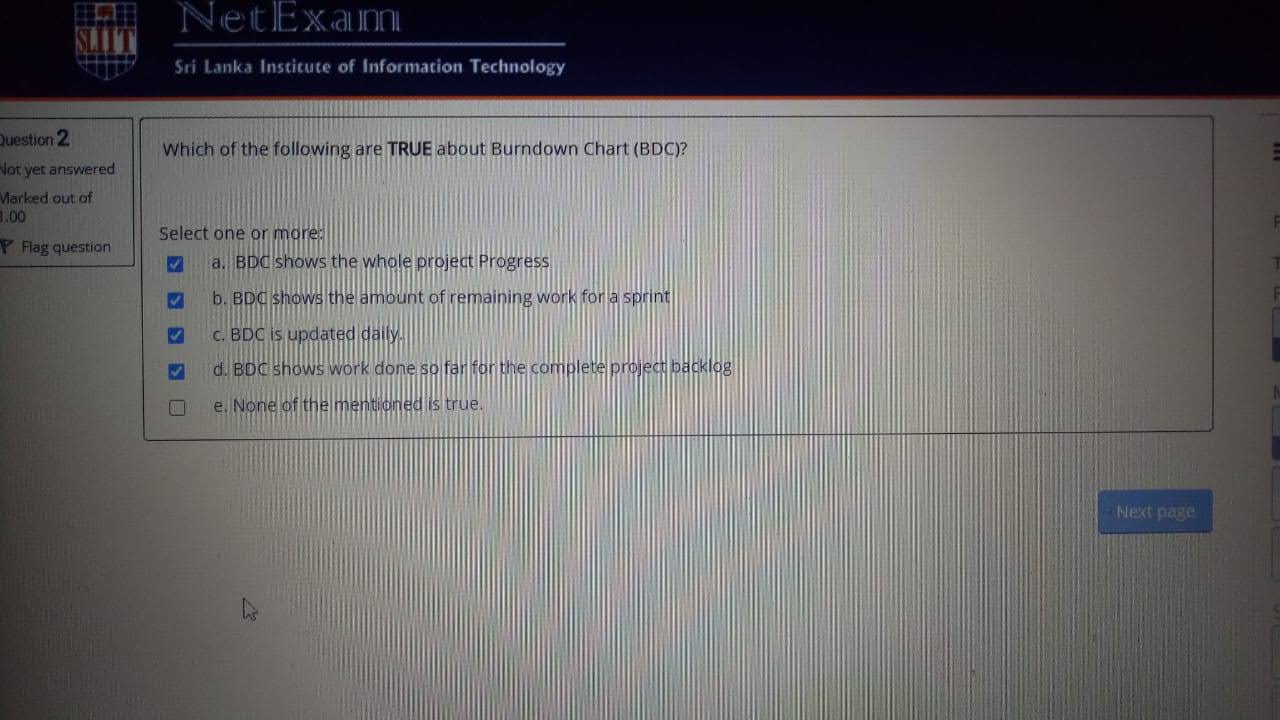 SLIIT
NetExam
Sri Lanka Institute of Information Technology
Question 2
Not yet answered
Marked out of
.00
Flag question
Which of the following are TRUE about Burndown Chart (BDC)?
Select one or more:
a. BDC shows the whole project Progress
b. BDC shows the amount of remaining work for a sprint
c. BDC is updated daily.
d. BDC shows work done so far for the complete project backlog
e. None of the mentioned is true.
Next page